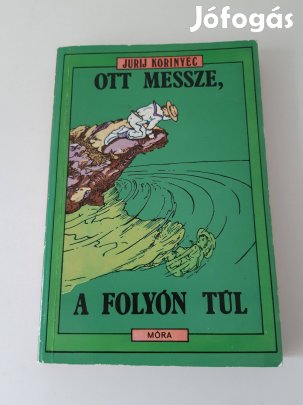 Jófogás
JURIJ KORINYEC
OTT MESSZE,
A FOLYÓN TÚL
MÓRA